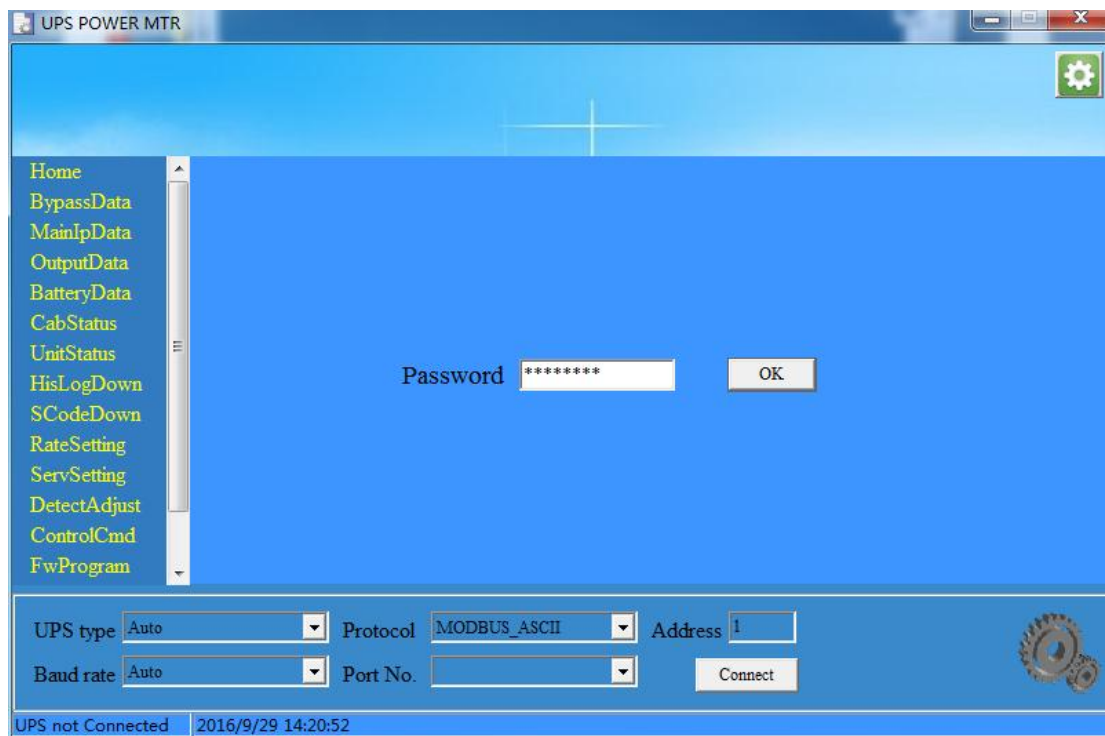 UPS POWER MTR
Home
BypassData
MainIpData
OutputData
BatteryData
CabStatus
UnitStatus
HisLogDown
SCodeDown
RateSetting
ServSetting
DetectAdjust
ControlCmd
FwProgram
Password ******** OK
UPS type Auto Protocol MODBUS_ASCII Address 1
Baud rate Auto Port No. Connect
UPS not Connected 2016/9/29 14:20:52